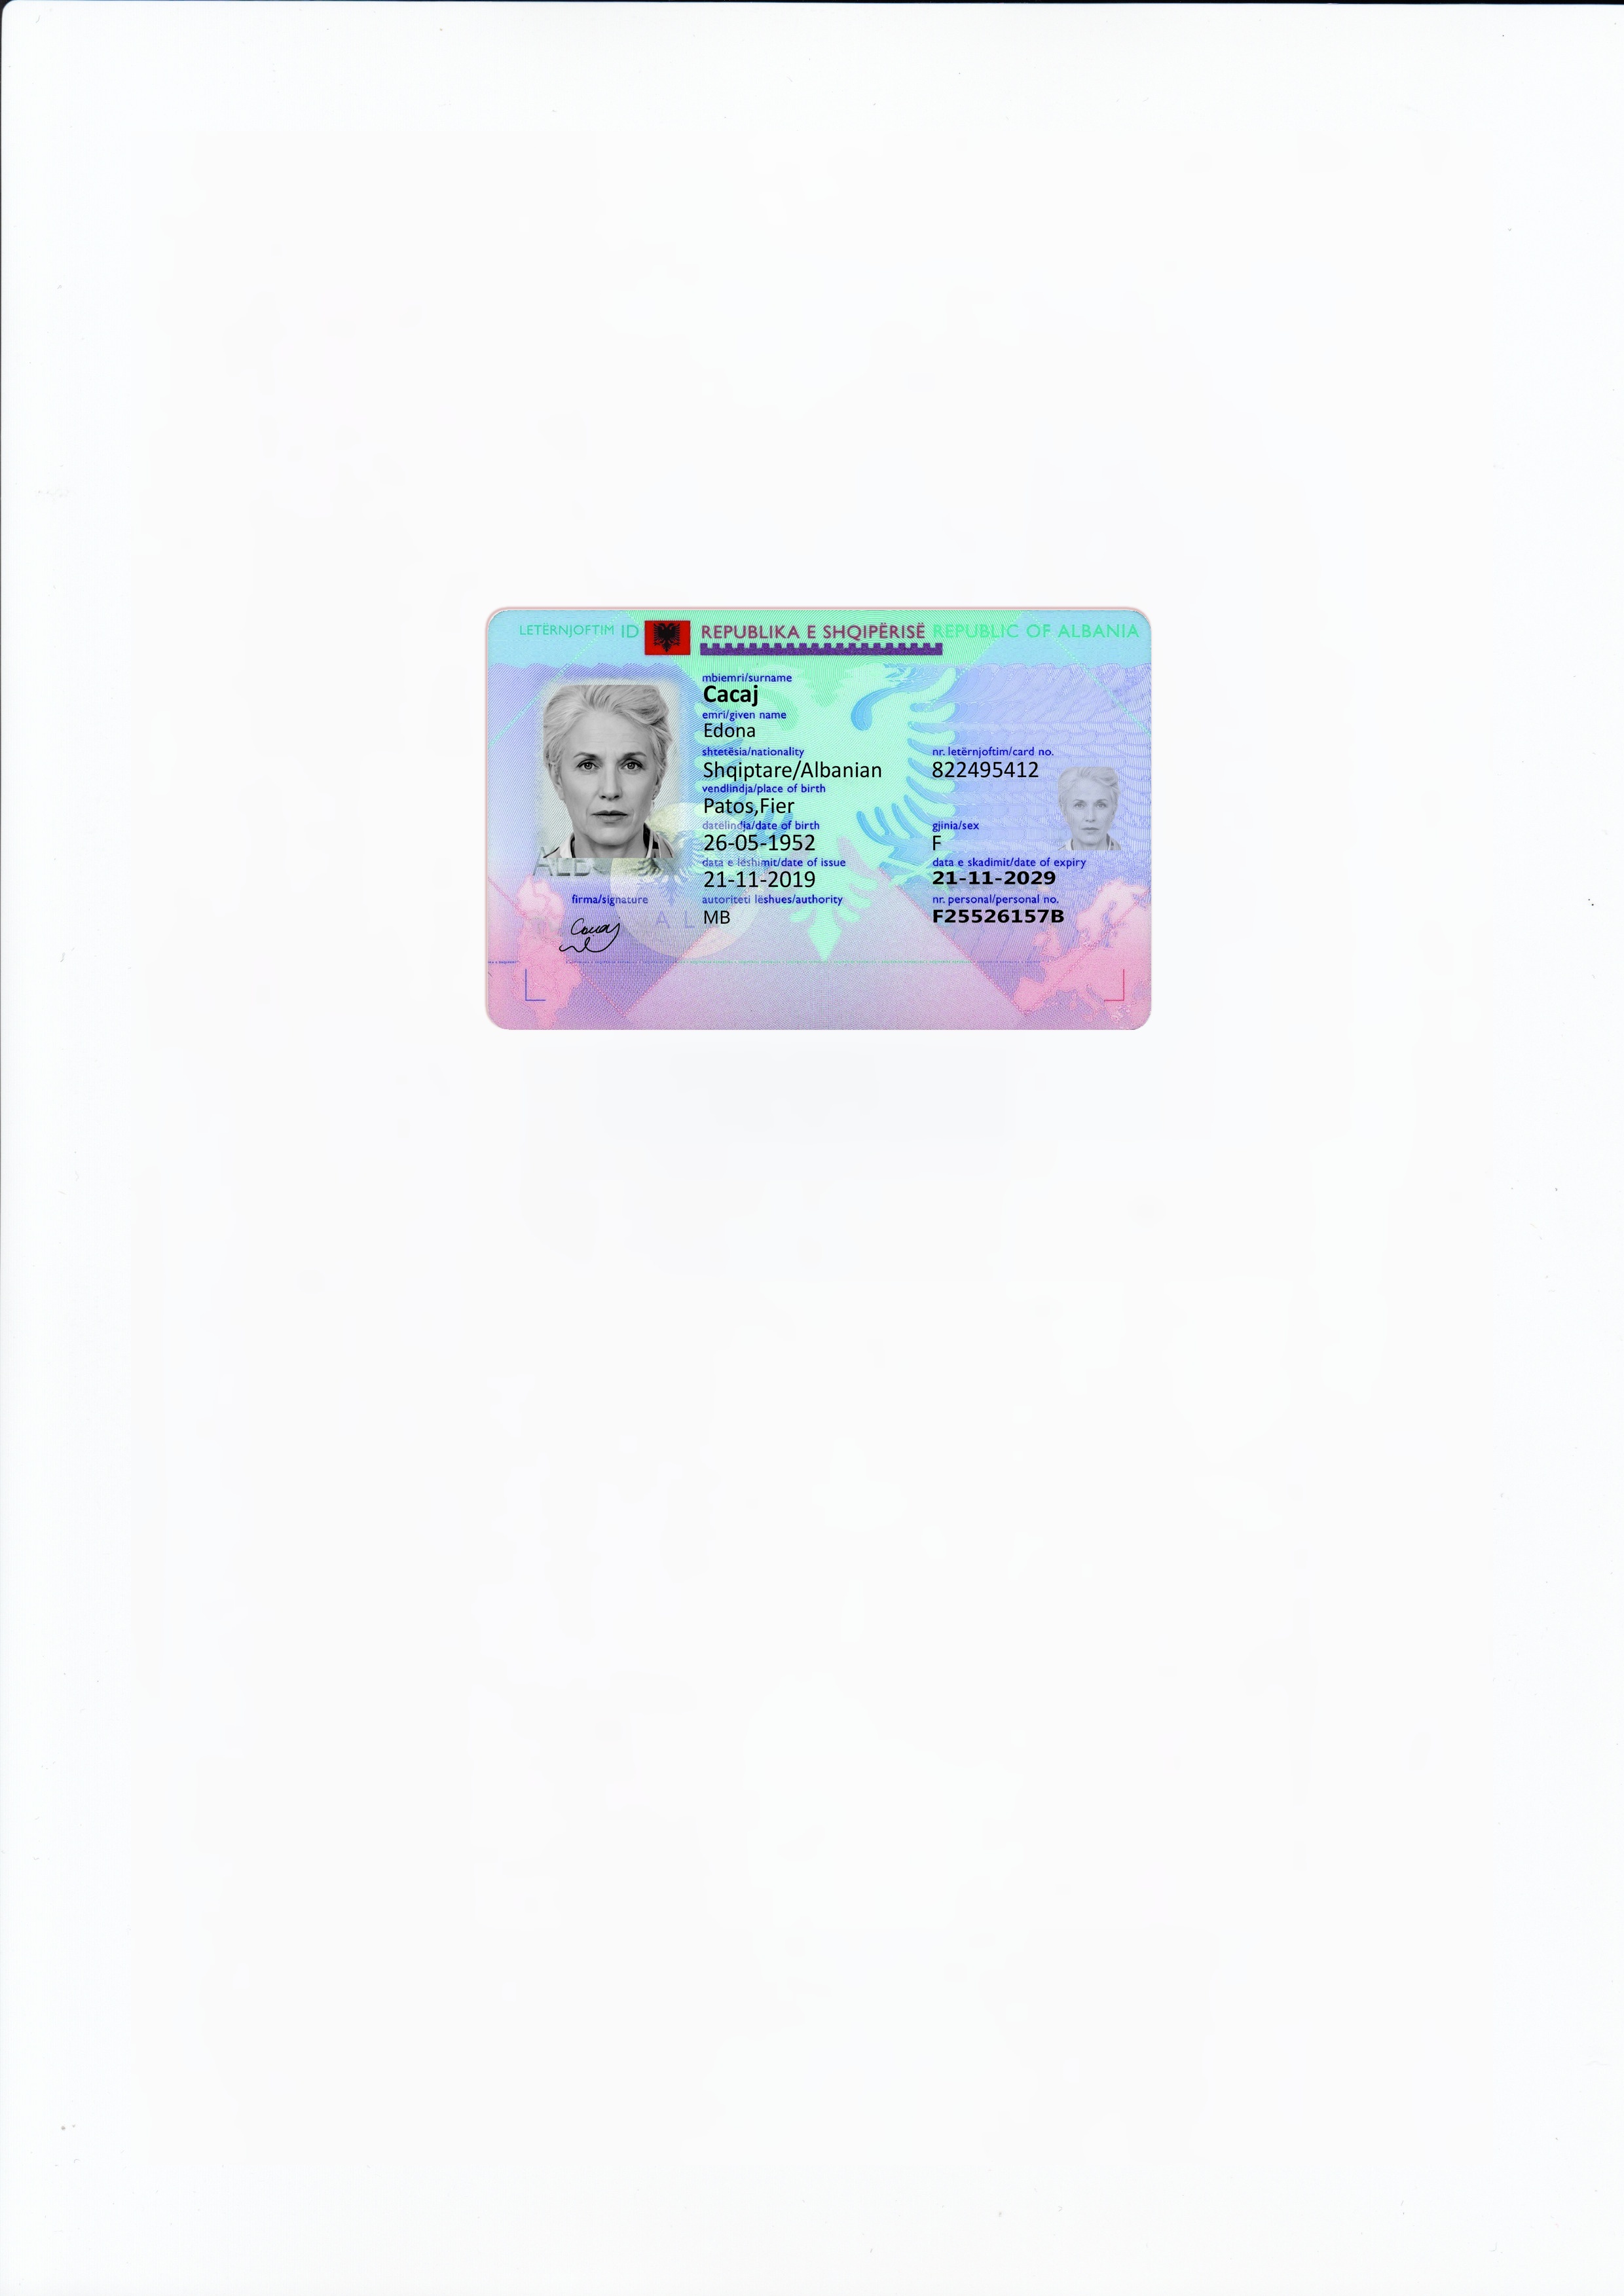 LETËRNJOFTIM ID REPUBLIKA E SHQIPËRISË REPUBLIC OF ALBANIA
mbiemri/surname
Cacaj
emri/given name
Edona
shtetësia/nationality nr. letërnjoftim/card no.
Shqiptare/Albanian 822495412
vendlindja/place of birth
Patos,Fier
datëlindja/date of birth gjinia/sex
26-05-1952 F
data e lëshimit/date of issue data e skadimit/date of expiry
21-11-2019 21-11-2029
firma/signature autoriteti lëshues/authority nr. personal/personal no.
MB F25526157B
ALB
A L